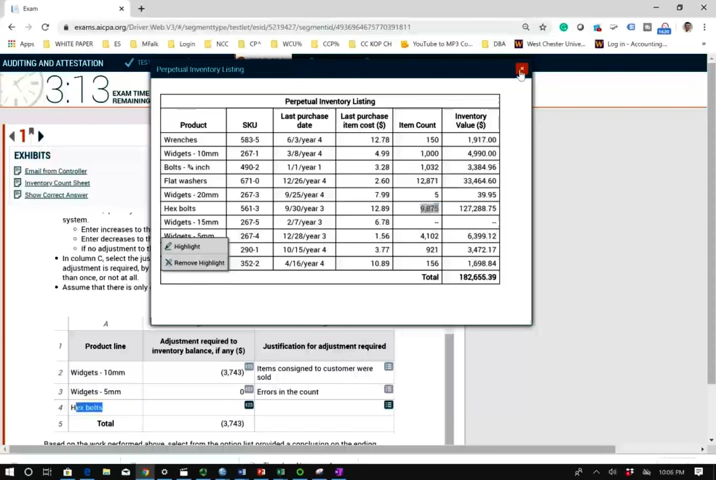 Exam
exams.aicpa.org/Driver.Web.V3/#/segmenttype/testlet/esid/5219427/segmentid/4936964675770391811
Apps WHITE PAPER ES MFalk Login NCC CP^ WCU% CCP% CC KOP CH YouTube to MP3 Co... DBA West Chester Unive... Log in - Accounting...
AUDITING AND ATTESTATION
3:13 EXAM TIME
REMAINING
1
EXHIBITS
Email from Controller
Inventory Count Sheet
Show Correct Answer
Perpetual Inventory Listing
Perpetual Inventory Listing
Product SKU Last purchase date Last purchase item cost ($) Item Count Inventory Value ($)
Wrenches 583-5 6/3/year 4 12.78 150 1,917.00
Widgets - 10mm 267-1 3/8/year 4 4.99 1,000 4,990.00
Bolts - ¾ inch 490-2 1/1/year 1 3.28 1,032 3,384.96
Flat washers 671-0 12/26/year 4 2.60 12,871 33,464.60
Widgets - 20mm 267-3 9/25/year 4 7.99 5 39.95
Hex bolts 561-3 9/30/year 3 12.89 9,875 127,288.75
Widgets - 15mm 267-5 2/7/year 3 6.78 -- --
Widgets - 5mm 267-4 12/28/year 3 1.56 4,102 6,399.12
290-1 10/15/year 4 3.77 921 3,472.17
352-2 4/16/year 4 10.89 156 1,698.84
Total 182,655.39
Highlight
Remove Highlight
system.
Enter increases to the
Enter decreases to the
If no adjustment to the
In column C, select the jus
adjustment is required, by
than once, or not at all.
Assume that there is only
A
1 Product line Adjustment required to inventory balance, if any ($) Justification for adjustment required
2 Widgets - 10mm (3,743) Items consigned to customer were sold
3 Widgets - 5mm 0 Errors in the count
4 Hex bolts
5 Total (3,743)
Based on the work performed above, select from the option list provided a conclusion on the ending
10:06 PM